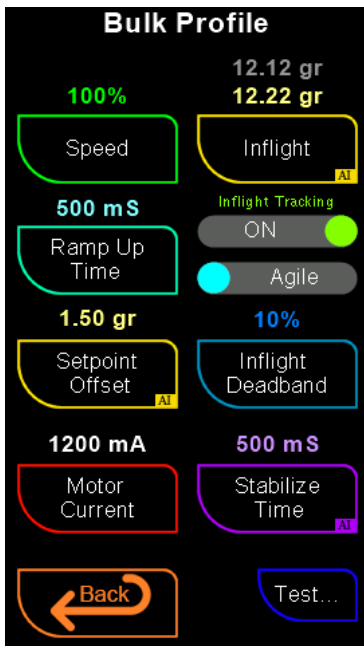 Bulk Profile
12.12 gr
100%
12.22 gr
Speed
Inflight
AI
500 mS
Inflight Tracking
ON
Ramp Up
Time
Agile
1.50 gr
10%
Setpoint
Offset
AI
Inflight
Deadband
1200 mA
500 mS
Motor
Current
Stabilize
Time
AI
Back
Test...